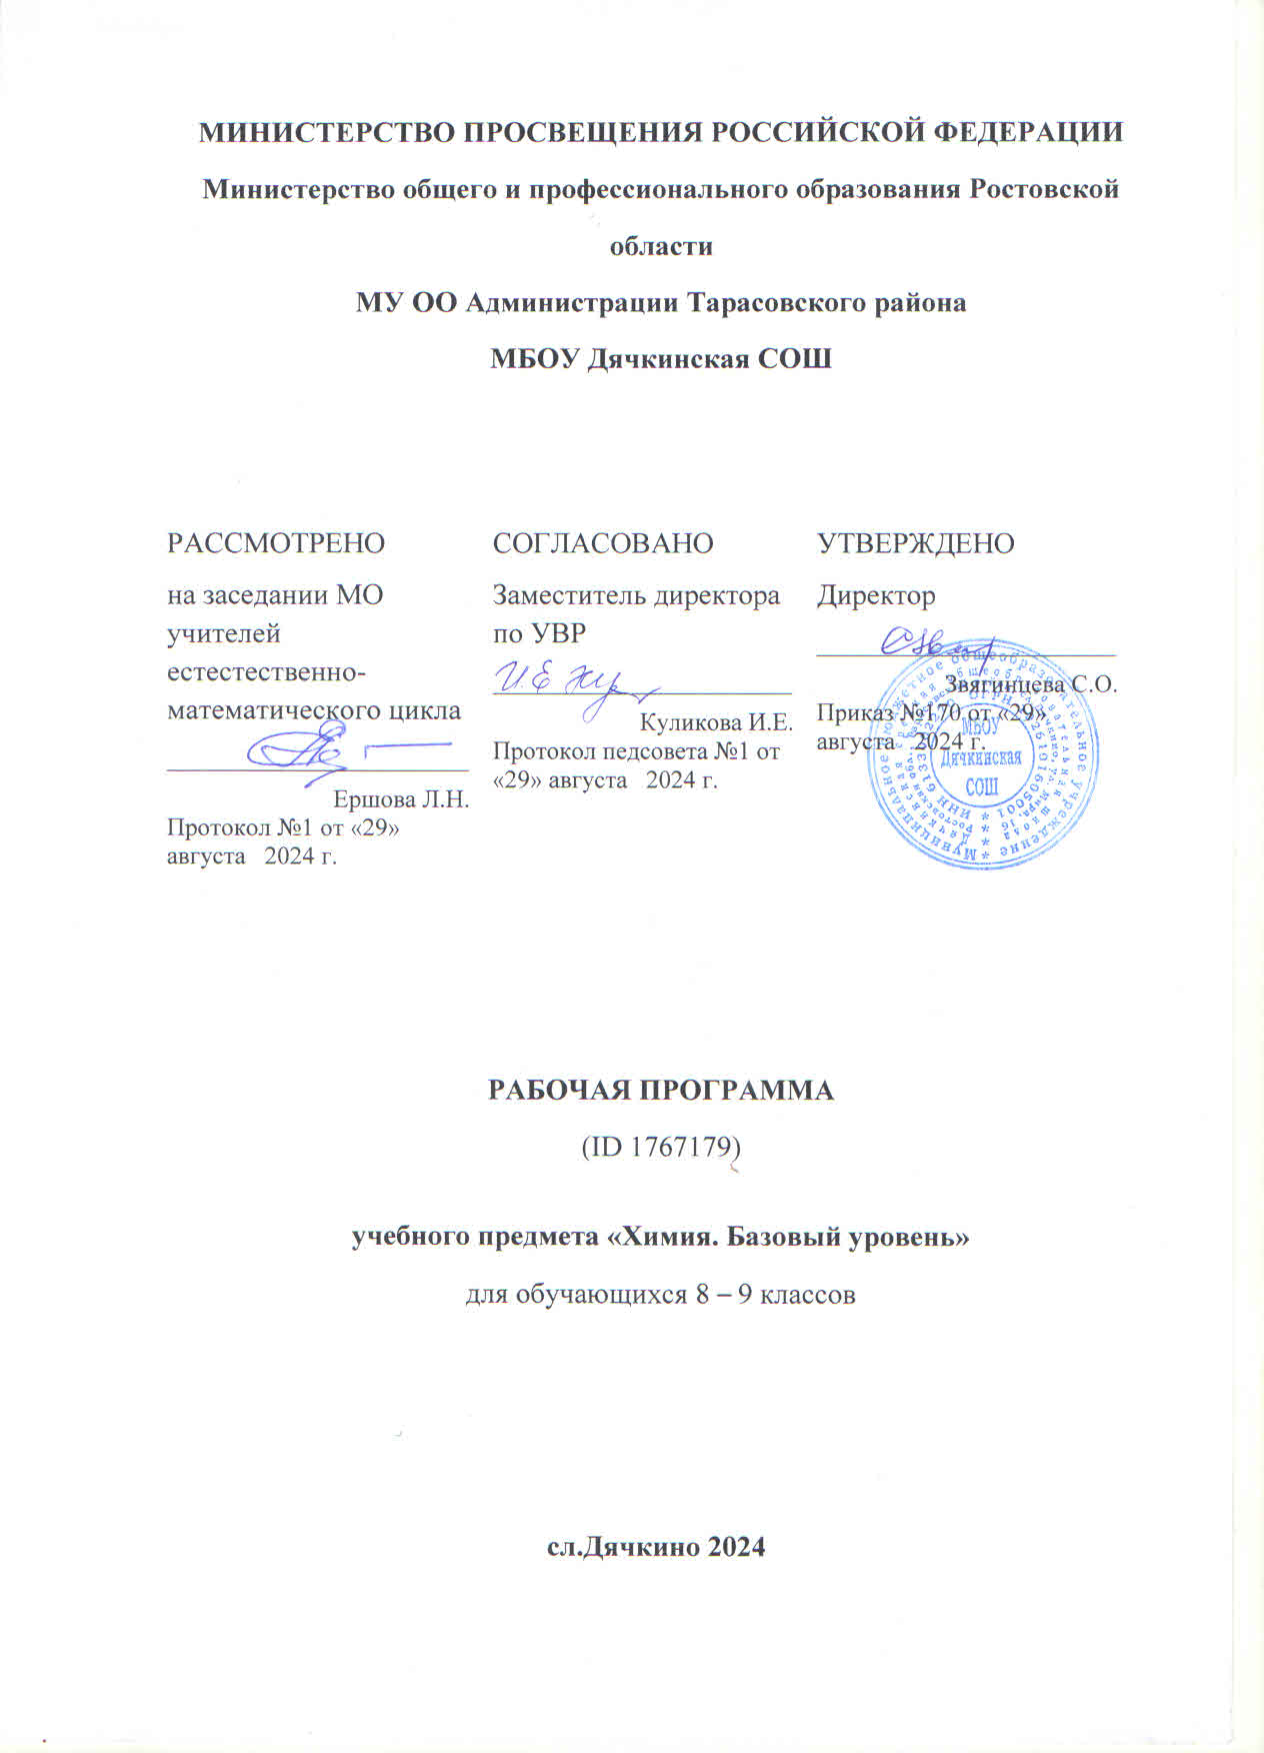 МИНИСТЕРСТВО ПРОСВЕЩЕНИЯ РОССИЙСКОЙ ФЕДЕРАЦИИ
Министерство общего и профессионального образования Ростовской
области
МУ ОО Администрации Тарасовского района
МБОУ Дячкинская СОШ
РАССМОТРЕНО
на заседании МО
учителей
естестественно-
математического цикла
Ершова Л.Н.
Протокол №1 от «29»
августа 2024 г.
СОГЛАСОВАНО
Заместитель директора
по УВР
Куликова И.Е.
Протокол педсовета №1 от
«29» августа 2024 г.
УТВЕРЖДЕНО
Директор
Звягинцева С.О.
Приказ №170 от «29»
августа 2024 г.
МБОУ
Дячкинская
СОШ
РАБОЧАЯ ПРОГРАММА
(ID 1767179)
учебного предмета «Химия. Базовый уровень»
для обучающихся 8 – 9 классов
сл.Дячкино 2024